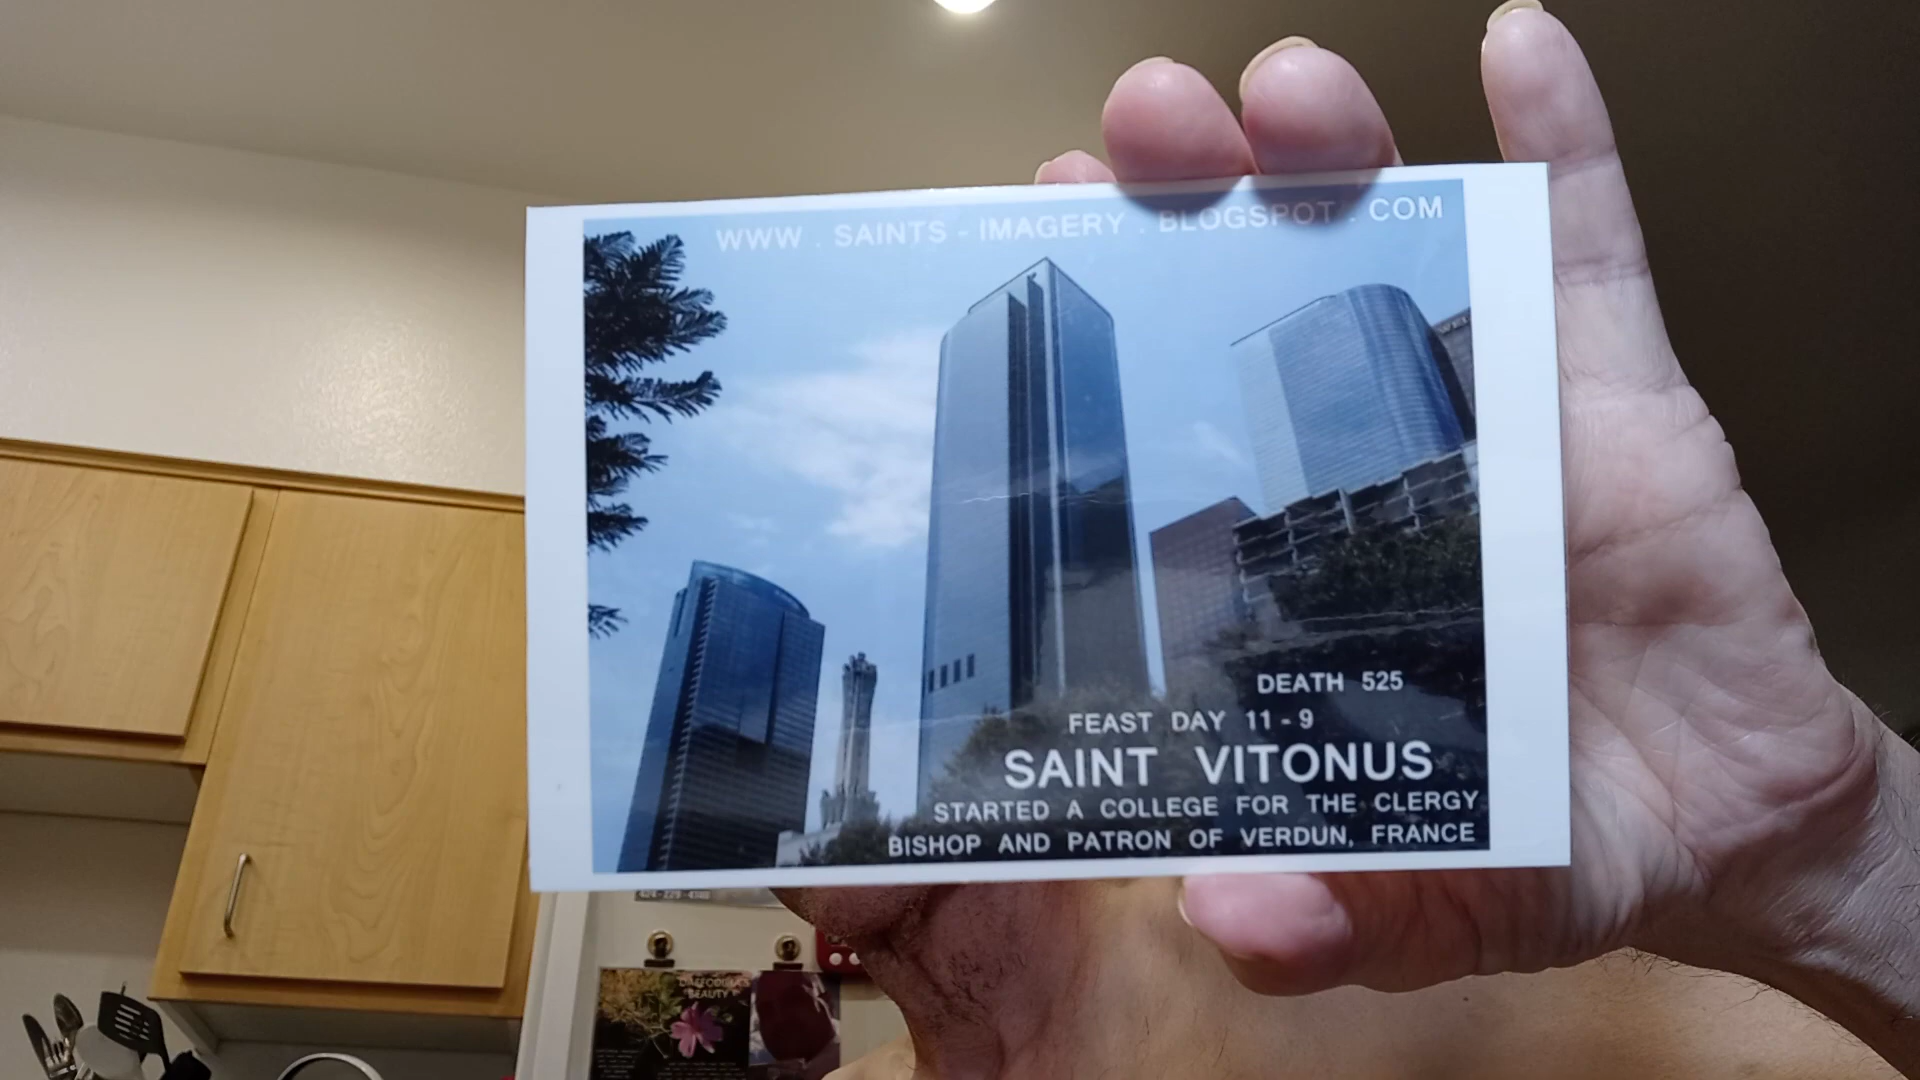 WWW . SAINTS - IMAGERY . BLOGSPOT . COM
DEATH 525
FEAST DAY 11 - 9
SAINT VITONUS
STARTED A COLLEGE FOR THE CLERGY
BISHOP AND PATRON OF VERDUN, FRANCE
BEAUTY